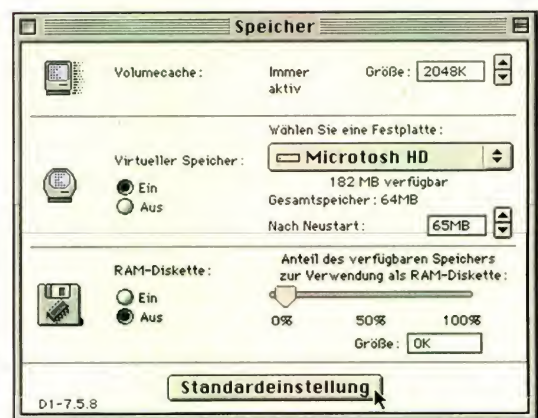 Speicher
Volumecache :
Immer aktiv
Größe : 2048K
Wählen Sie eine Festplatte :
Microtosh HD
Virtueller Speicher :
182 MB verfügbar
Ein
Gesamtspeicher : 64MB
Aus
Nach Neustart : 65MB
RAM-Diskette :
Anteil des verfügbaren Speichers
zur Verwendung als RAM-Diskette :
Ein
Aus
0% 50% 100%
Größe : 0K
Standardeinstellung
D1-7.5.8